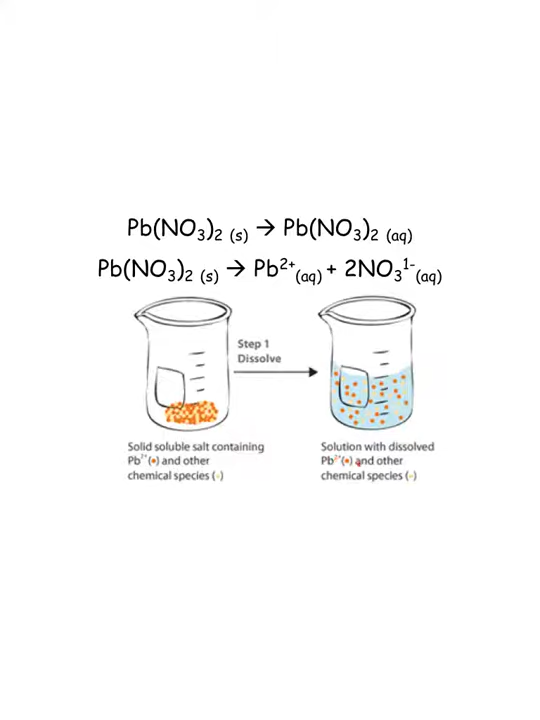 Pb(NO₃)₂ (s) → Pb(NO₃)₂ (aq)
Pb(NO₃)₂ (s) → Pb²⁺(aq) + 2NO₃¹⁻(aq)
Step 1
Dissolve
Solid soluble salt containing
Pb²⁺(•) and other
chemical species (•)
Solution with dissolved
Pb²⁺(•) and other
chemical species (•)